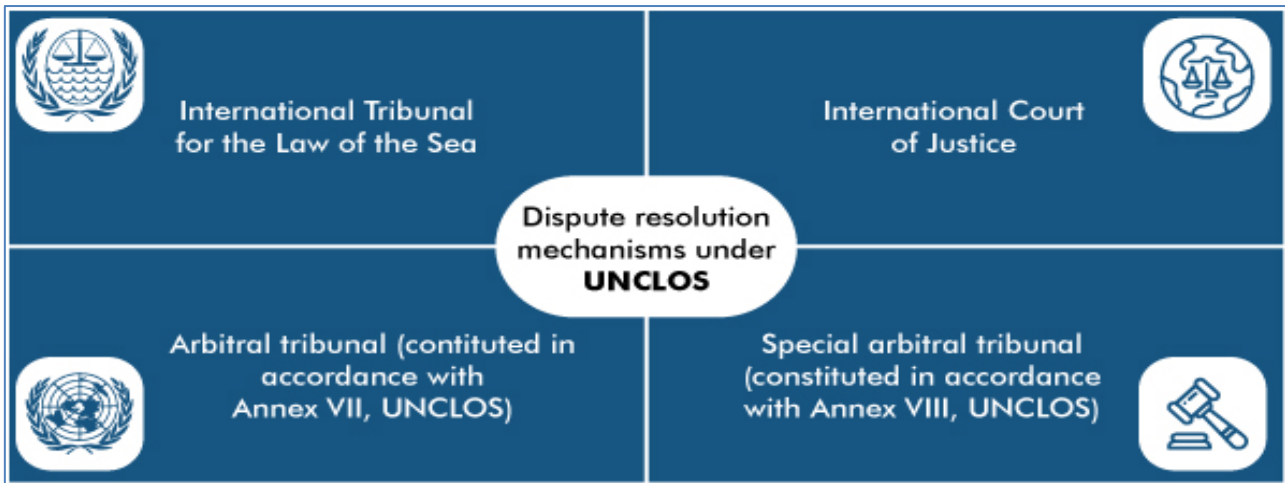 International Tribunal
for the Law of the Sea
International Court
of Justice
Dispute resolution
mechanisms under
UNCLOS
Arbitral tribunal (contituted in
accordance with
Annex VII, UNCLOS)
Special arbitral tribunal
(constituted in accordance
with Annex VIII, UNCLOS)